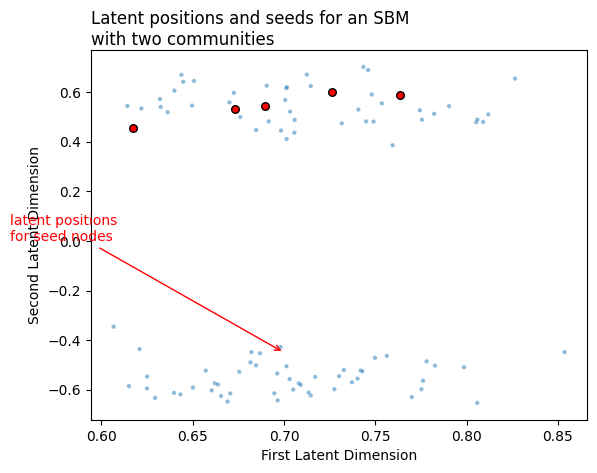 Latent positions and seeds for an SBM
with two communities
0.6
0.4
0.2
0.0
−0.2
−0.4
−0.6
Second Latent Dimension
latent positions
for seed nodes
0.60
0.65
0.70
0.75
0.80
0.85
First Latent Dimension